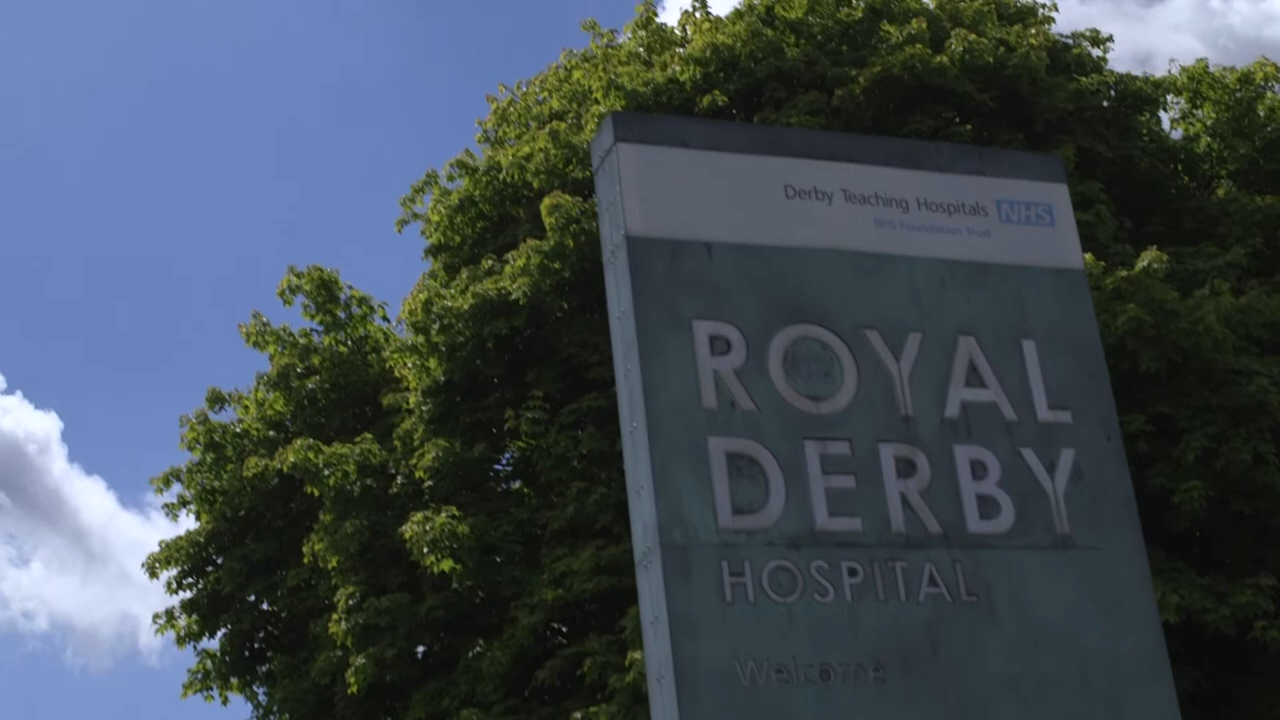 Derby Teaching Hospitals NHS
NHS Foundation Trust
ROYAL
DERBY
HOSPITAL
Welcome